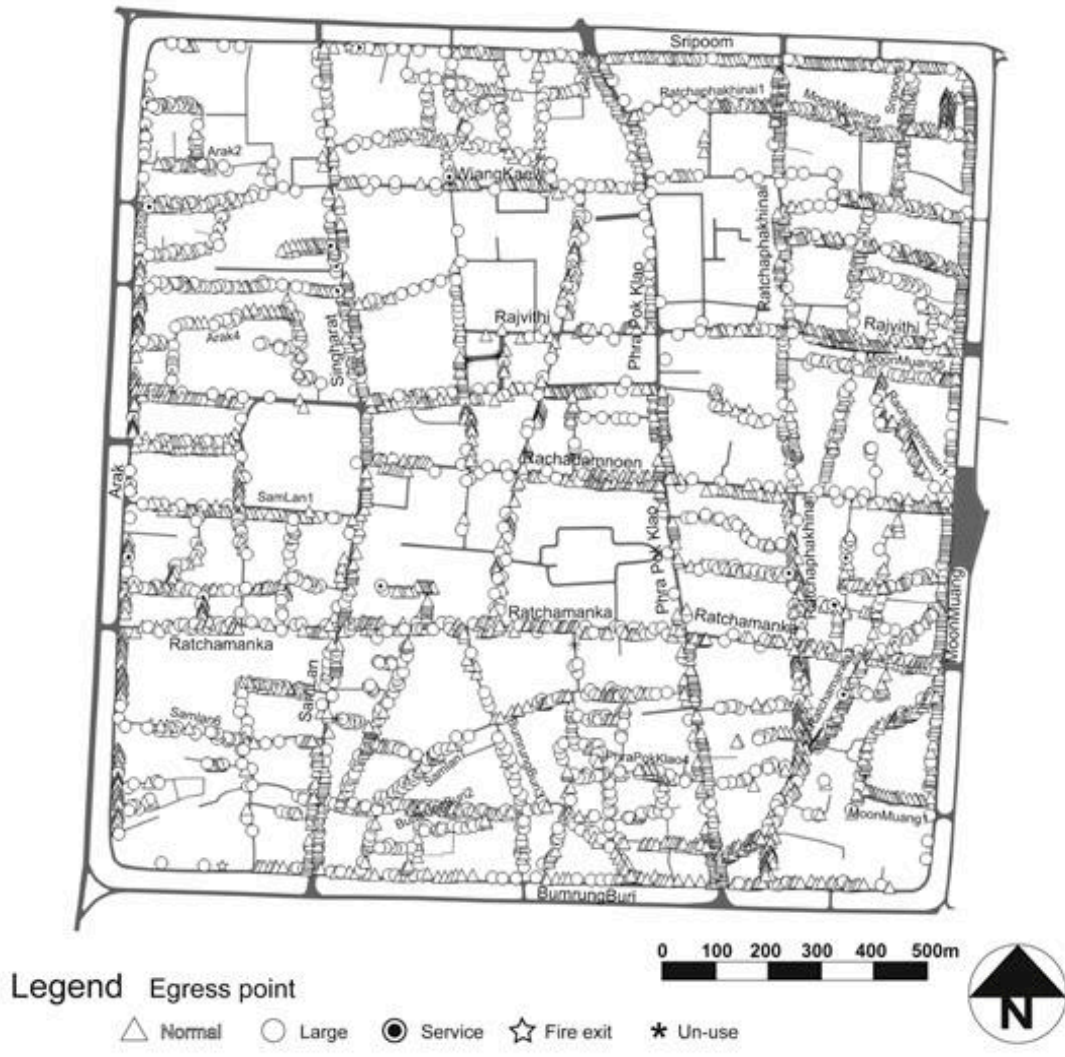 Sripoom
Ratchaphakhinai1
Arak2
WiangKaew
Ratchaphakhinai
Phra Pok Klao
Rajvithi
Rajvithi
Arak4
Singharat
MoonMuang5
Rachadamnoen
Arak
SamLan1
Phra Pok Klao
Ratchaphakhinai
MoonMuang
Ratchamanka
Ratchamanka
Ratchamanka
SamLan
Samlan6
PhraPokKlao4
MoonMuang1
BumrungBuri
0 100 200 300 400 500m
Legend Egress point
Normal Large Service Fire exit * Un-use
N